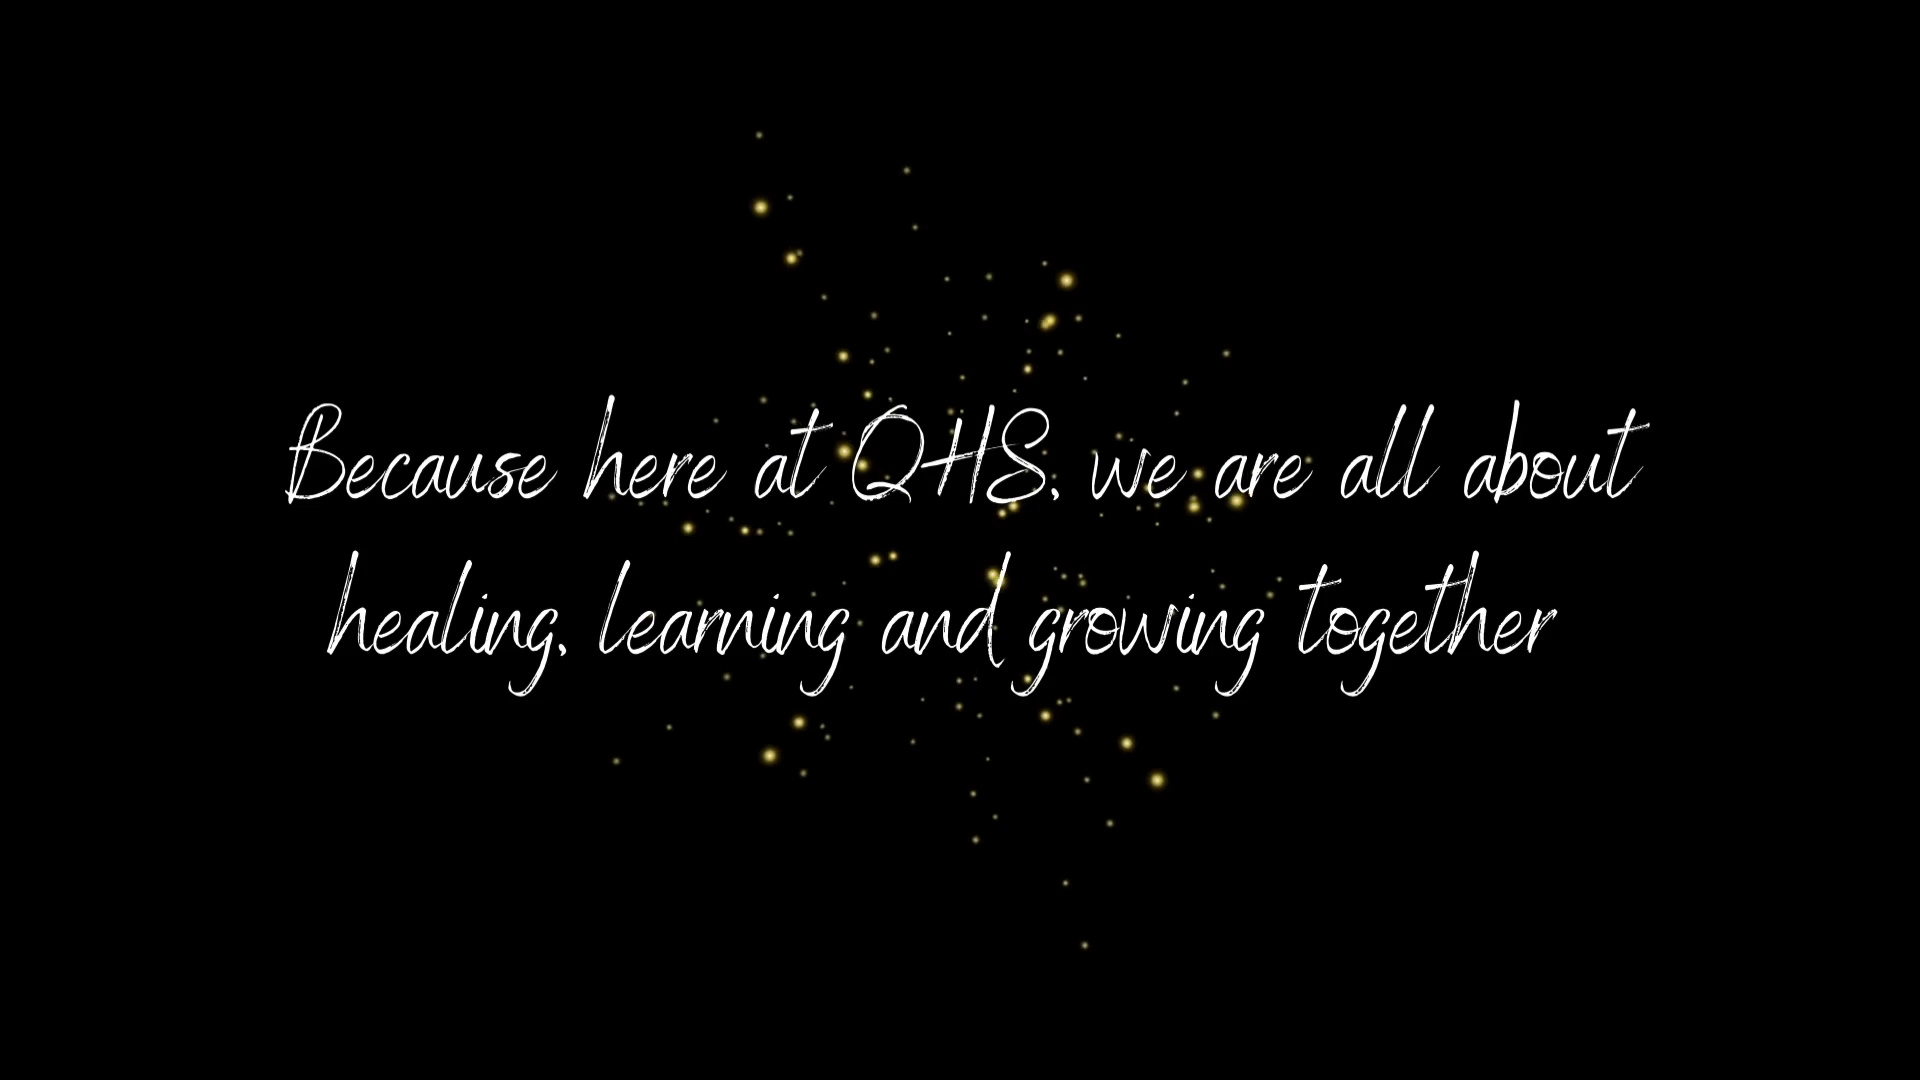 Because here at QHS, we are all about
healing, learning and growing together